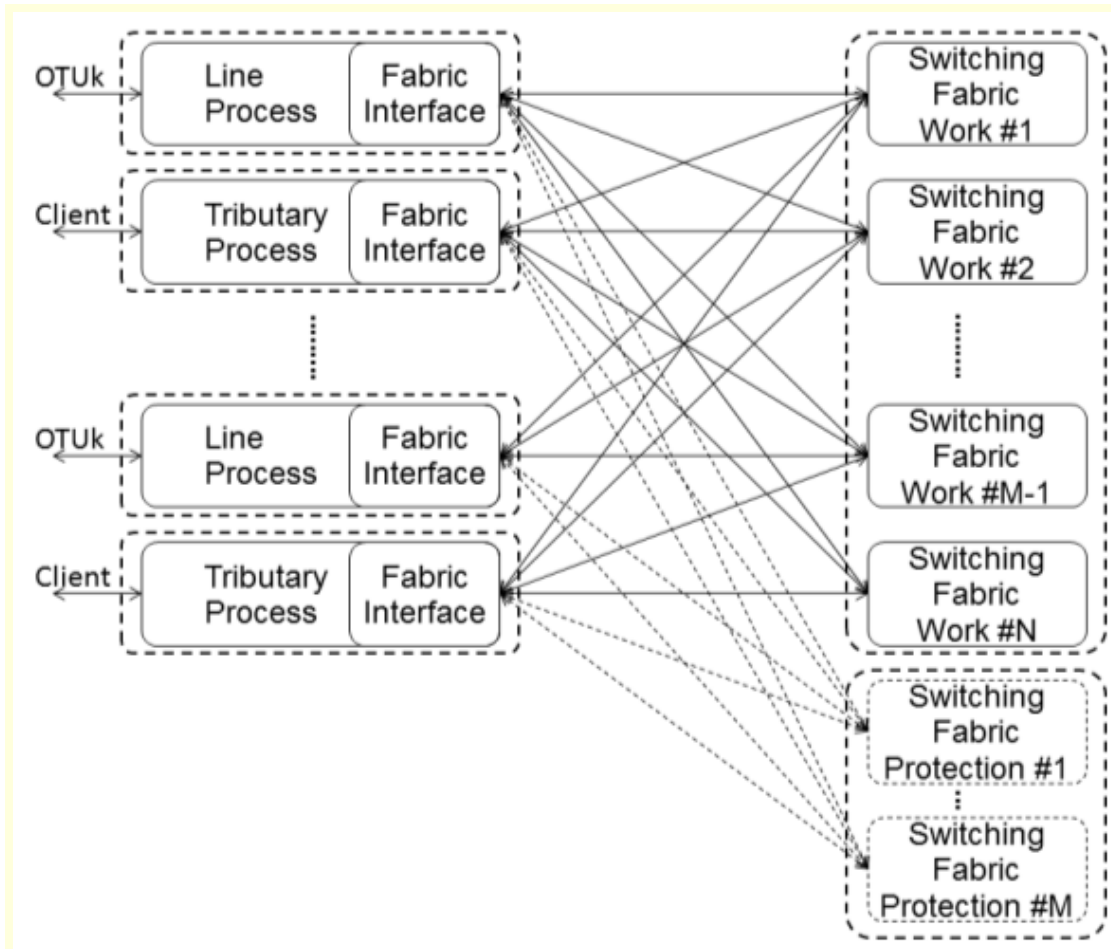 OTUk
Line
Process
Fabric
Interface
Client
Tributary
Process
Fabric
Interface
OTUk
Line
Process
Fabric
Interface
Client
Tributary
Process
Fabric
Interface
Switching
Fabric
Work #1
Switching
Fabric
Work #2
Switching
Fabric
Work #M-1
Switching
Fabric
Work #N
Switching
Fabric
Protection #1
Switching
Fabric
Protection #M